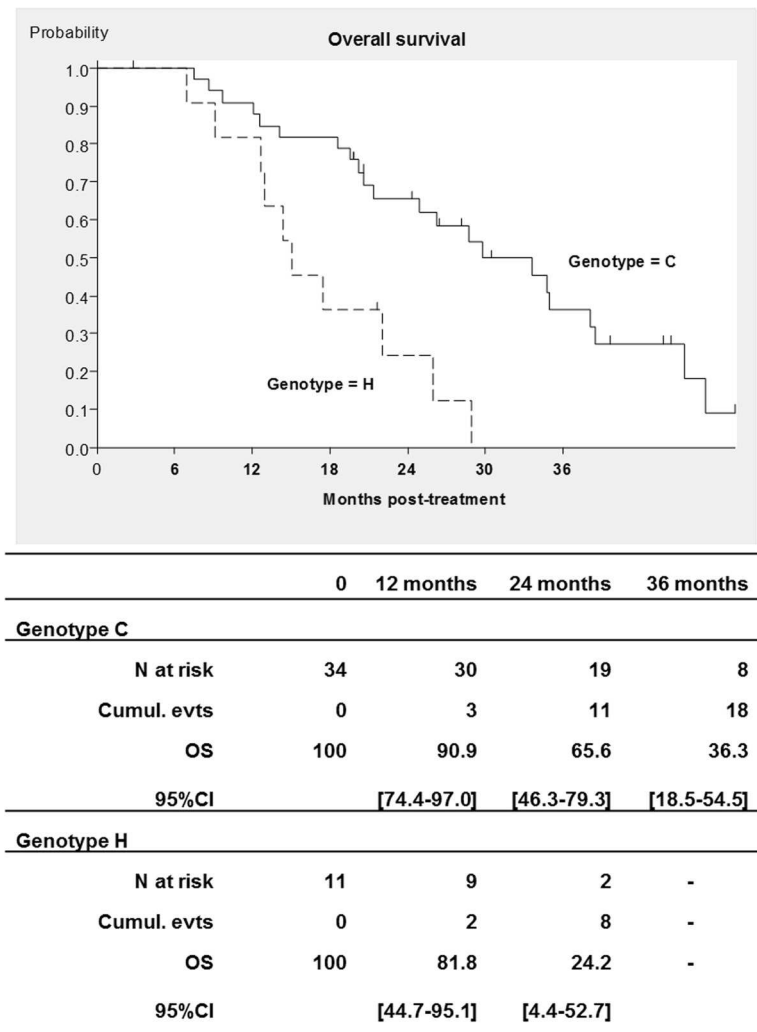 Probability
Overall survival
1.0
0.9
0.8
0.7
0.6
0.5
0.4
0.3
0.2
0.1
0.0
Genotype = C
Genotype = H
0 6 12 18 24 30 36
Months post-treatment
0 12 months 24 months 36 months
Genotype C
N at risk 34 30 19 8
Cumul. evts 0 3 11 18
OS 100 90.9 65.6 36.3
95%CI [74.4-97.0] [46.3-79.3] [18.5-54.5]
Genotype H
N at risk 11 9 2 -
Cumul. evts 0 2 8 -
OS 100 81.8 24.2 -
95%CI [44.7-95.1] [4.4-52.7]